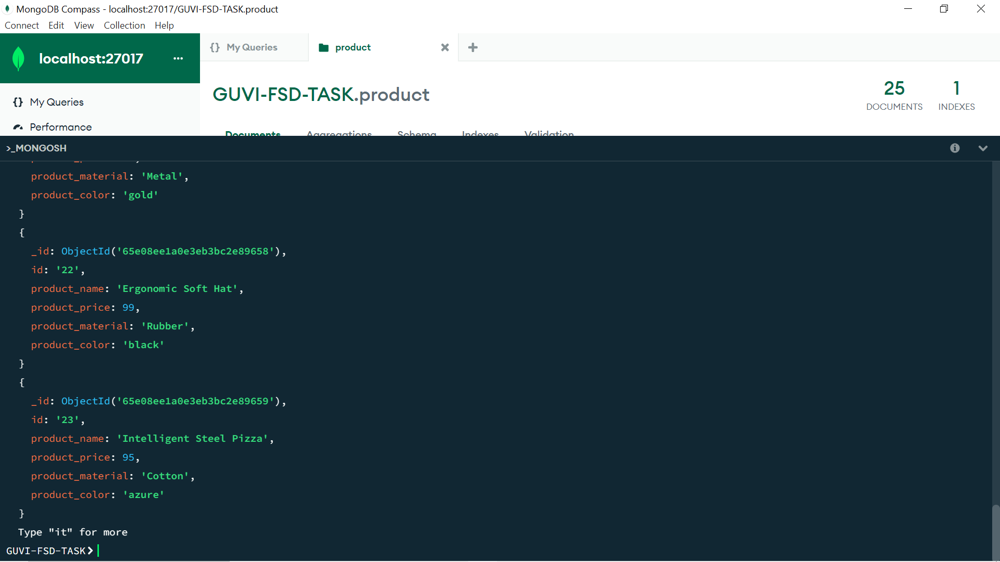 MongoDB Compass - localhost:27017/GUVI-FSD-TASK.product
Connect Edit View Collection Help
localhost:27017 ...
{} My Queries
product
My Queries
Performance
GUVI-FSD-TASK.product
25
DOCUMENTS
1
INDEXES
Documents Aggregations Schema Indexes Validation
>_MONGOSH
product_material: 'Metal',
product_color: 'gold'
}
{
_id: ObjectId('65e08ee1a0e3eb3bc2e89658'),
id: '22',
product_name: 'Ergonomic Soft Hat',
product_price: 99,
product_material: 'Rubber',
product_color: 'black'
}
{
_id: ObjectId('65e08ee1a0e3eb3bc2e89659'),
id: '23',
product_name: 'Intelligent Steel Pizza',
product_price: 95,
product_material: 'Cotton',
product_color: 'azure'
}
Type "it" for more
GUVI-FSD-TASK>